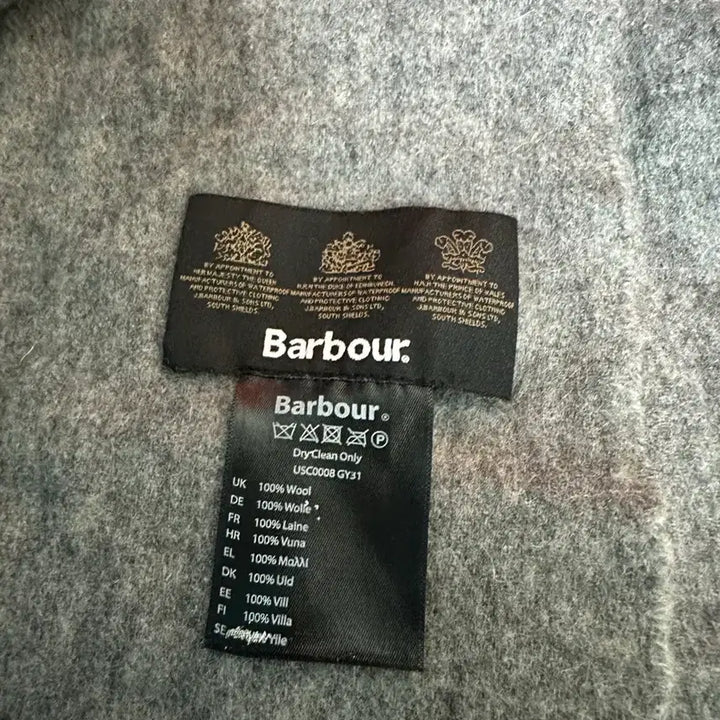 BY APPOINTMENT TO
HER MAJESTY THE QUEEN
MANUFACTURERS OF WATERPROOF
AND PROTECTIVE CLOTHING
J.BARBOUR & SONS LTD,
SOUTH SHIELDS.
BY APPOINTMENT TO
H.R.H THE DUKE OF EDINBURGH,
MANUFACTURERS OF WATERPROOF
AND PROTECTIVE CLOTHING
J.BARBOUR & SONS LTD,
SOUTH SHIELDS.
BY APPOINTMENT TO
H.R.H THE PRINCE OF WALES
MANUFACTURERS OF WATERPROOF
AND PROTECTIVE CLOTHING
J.BARBOUR & SONS LTD,
SOUTH SHIELDS.
Barbour®
Barbour®
P
Dry Clean Only
USC0008 GY31
UK 100% Wool
DE 100% Wolle
FR 100% Laine
HR 100% Vuna
EL 100% Μαλλί
DK 100% Uld
EE 100% Vill
FI 100% Villa
SE